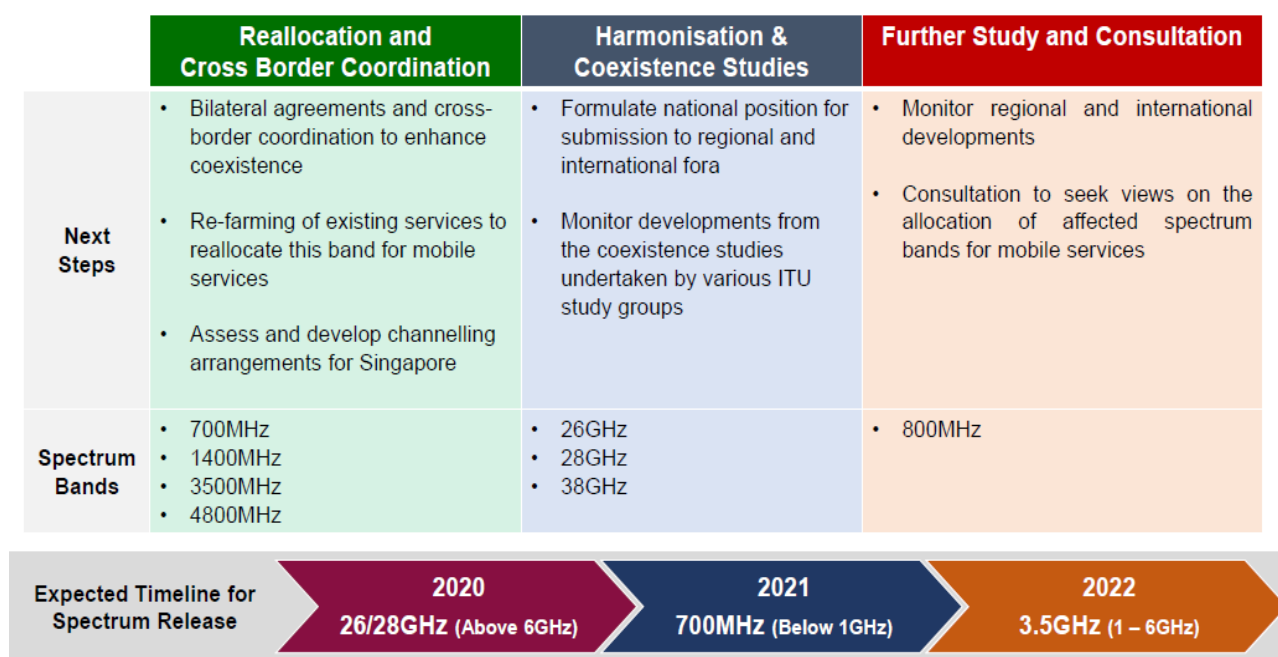 Reallocation and
Cross Border Coordination
Harmonisation &
Coexistence Studies
Further Study and Consultation
Next
Steps
• Bilateral agreements and cross-
border coordination to enhance
coexistence
• Re-farming of existing services to
reallocate this band for mobile
services
• Assess and develop channelling
arrangements for Singapore
• Formulate national position for
submission to regional and
international fora
• Monitor developments from
the coexistence studies
undertaken by various ITU
study groups
• Monitor regional and international
developments
• Consultation to seek views on the
allocation of affected spectrum
bands for mobile services
Spectrum
Bands
• 700MHz
• 1400MHz
• 3500MHz
• 4800MHz
• 26GHz
• 28GHz
• 38GHz
• 800MHz
Expected Timeline for
Spectrum Release
2020
26/28GHz (Above 6GHz)
2021
700MHz (Below 1GHz)
2022
3.5GHz (1 – 6GHz)